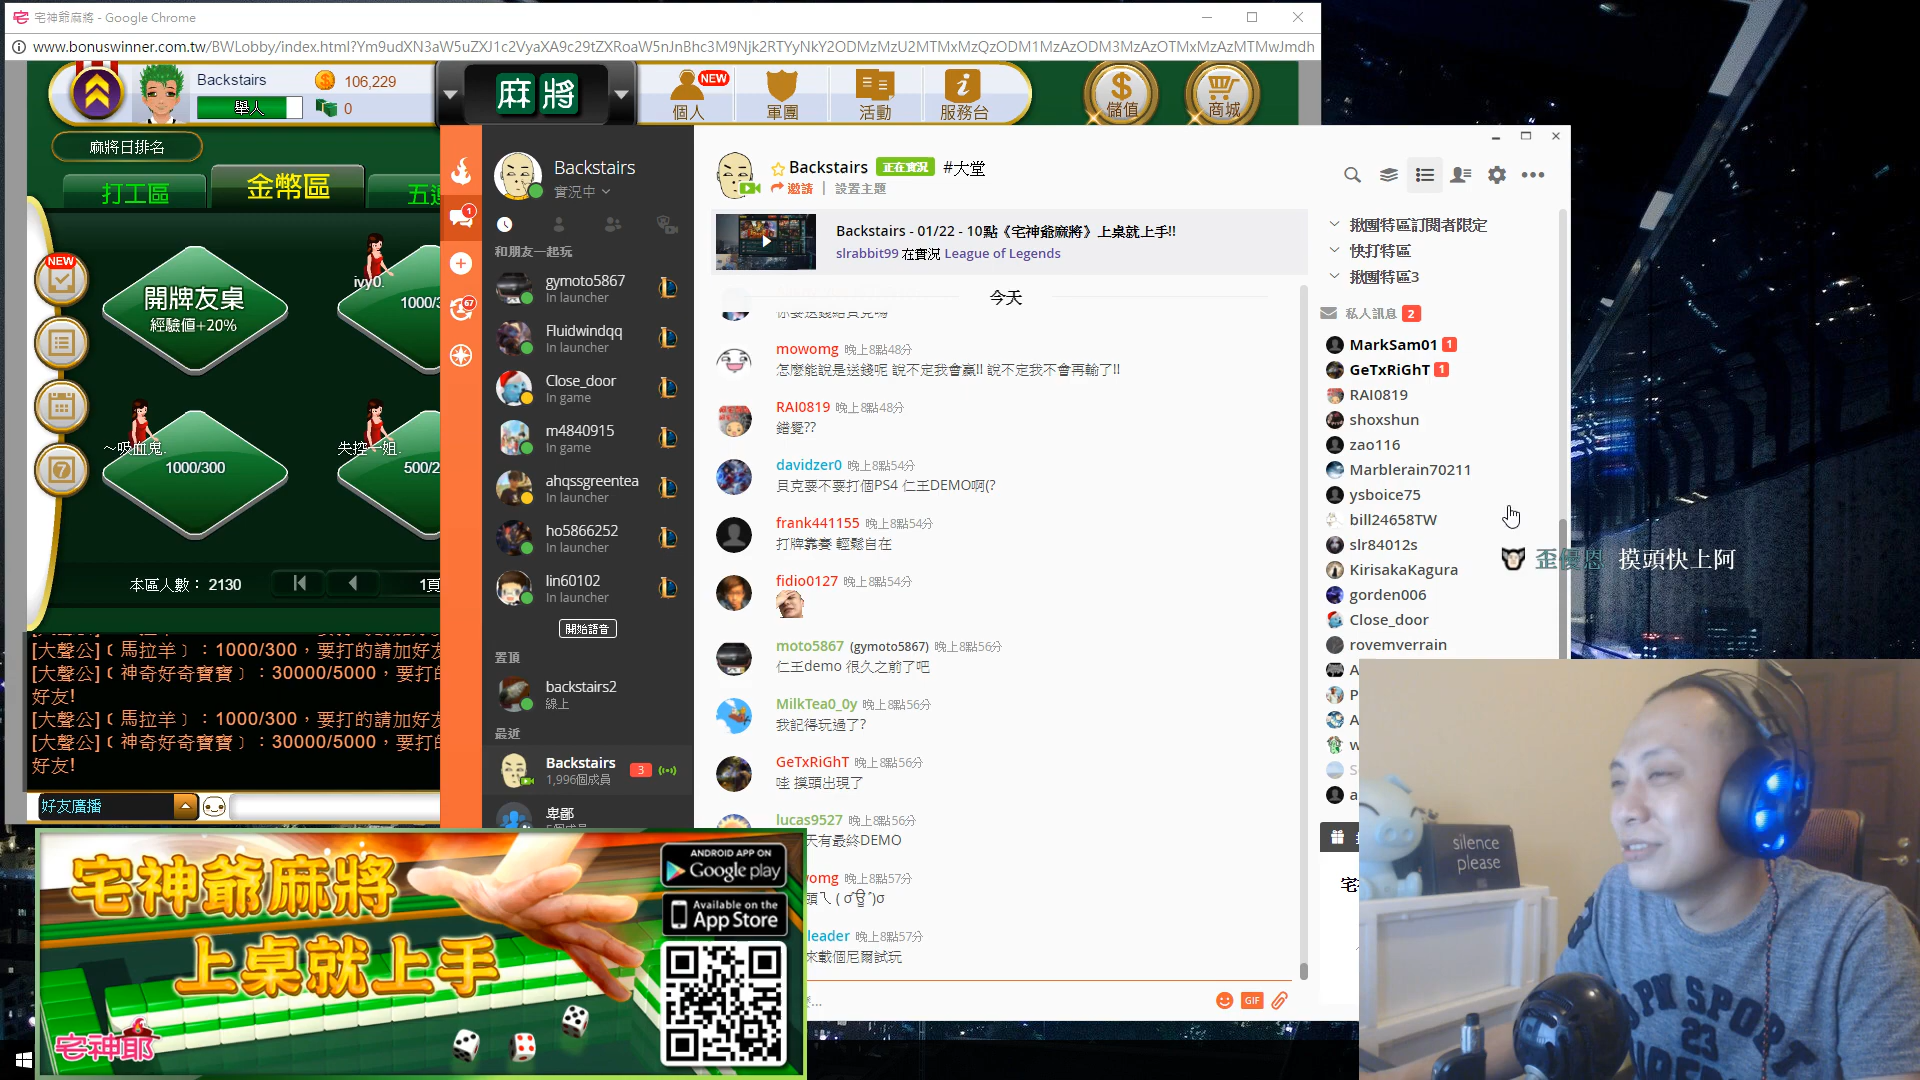 宅神爺麻將 - Google Chrome
www.bonuswinner.com.tw/BWLobby/index.html?Ym9udXN3aW5uZXJ1c2VyaXA9c29tZXRoaW5nJnBhc3M9Njk2RTYyNkY2ODMzMzU2MTMxMzQzODM1MzAzODM3MzAzOTMxMzAzMTMwJmdh
Backstairs
106,229
舉人
0
麻將
NEW
個人
軍團
活動
服務台
儲值
商城
麻將日排名
打工區
金幣區
NEW
開牌友桌
經驗值+20%
ivy0.
~吸血鬼.
1000/300
失控一姐.
本區人數： 2130
[大聲公]﹝馬拉羊﹞：1000/300，要打的請加好友
[大聲公]﹝神奇好奇寶寶﹞：30000/5000，要打的
好友!
[大聲公]﹝馬拉羊﹞：1000/300，要打的請加好友
[大聲公]﹝神奇好奇寶寶﹞：30000/5000，要打的
好友!
好友廣播
Backstairs
實況中
1
67
和朋友一起玩
gymoto5867
In launcher
Fluidwindqq
In launcher
Close_door
In game
m4840915
In game
ahqssgreentea
In launcher
ho5866252
In launcher
lin60102
In launcher
開始語音
置頂
backstairs2
線上
最近
Backstairs
3
1,996個成員
卑鄙
Backstairs 正在實況 #大堂
邀請 | 設置主題
Backstairs - 01/22 - 10點《宅神爺麻將》上桌就上手!!
slrabbit99 在實況 League of Legends
今天
mowomg 晚上8點48分
怎麼能說是送錢呢 說不定我會贏!! 說不定我不會再輸了!!
RAI0819 晚上8點48分
錯覺??
davidzer0 晚上8點54分
貝克要不要打個PS4 仁王DEMO啊(?
frank441155 晚上8點54分
打牌靠賽 輕鬆自在
fidio0127 晚上8點54分
moto5867 (gymoto5867) 晚上8點56分
仁王demo 很久之前了吧
MilkTea0_0y 晚上8點56分
我記得玩過了?
GeTxRiGhT 晚上8點56分
哇 摸頭出現了
lucas9527 晚上8點56分
天有最終DEMO
omg 晚上8點57分
leader 晚上8點57分
來載個尼爾試玩
GIF
揪團特區訂閱者限定
快打特區
揪團特區3
私人訊息 2
MarkSam01 1
GeTxRiGhT 1
RAI0819
shoxshun
zao116
Marblerain70211
ysboice75
bill24658TW
slr84012s
KirisakaKagura
gorden006
Close_door
rovemverrain
歪優恩 摸頭快上阿
宅神爺麻將
上桌就上手
宅神爺
ANDROID APP ON
Google play
Available on the
App Store
silence
please
SPORT
23